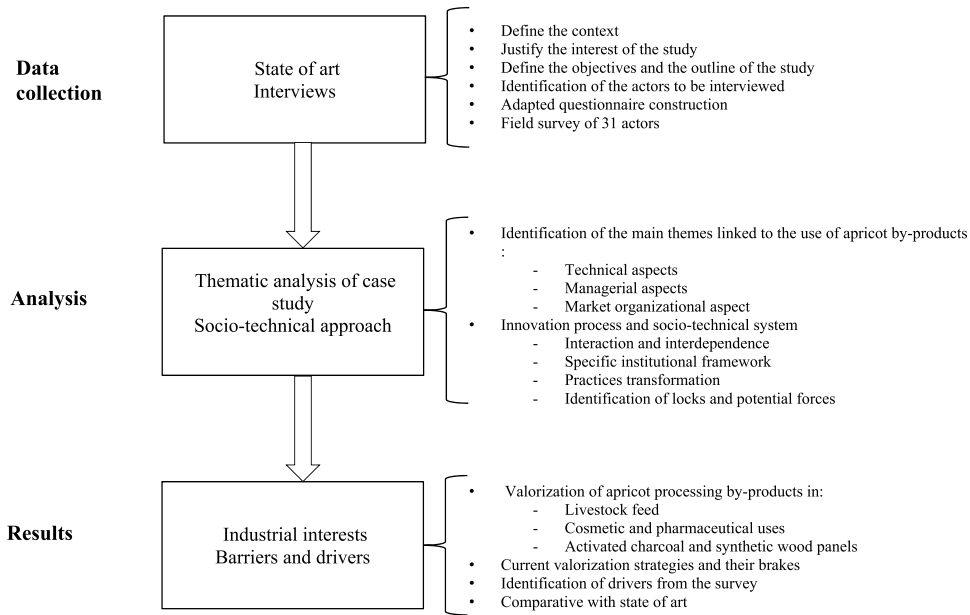 Data
collection
State of art
Interviews
• Define the context
• Justify the interest of the study
• Define the objectives and the outline of the study
• Identification of the actors to be interviewed
• Adapted questionnaire construction
• Field survey of 31 actors
Analysis
Thematic analysis of case
study
Socio-technical approach
• Identification of the main themes linked to the use of apricot by-products
:
- Technical aspects
- Managerial aspects
- Market organizational aspect
• Innovation process and socio-technical system
- Interaction and interdependence
- Specific institutional framework
- Practices transformation
- Identification of locks and potential forces
Results
Industrial interests
Barriers and drivers
• Valorization of apricot processing by-products in:
- Livestock feed
- Cosmetic and pharmaceutical uses
- Activated charcoal and synthetic wood panels
• Current valorization strategies and their brakes
• Identification of drivers from the survey
• Comparative with state of art